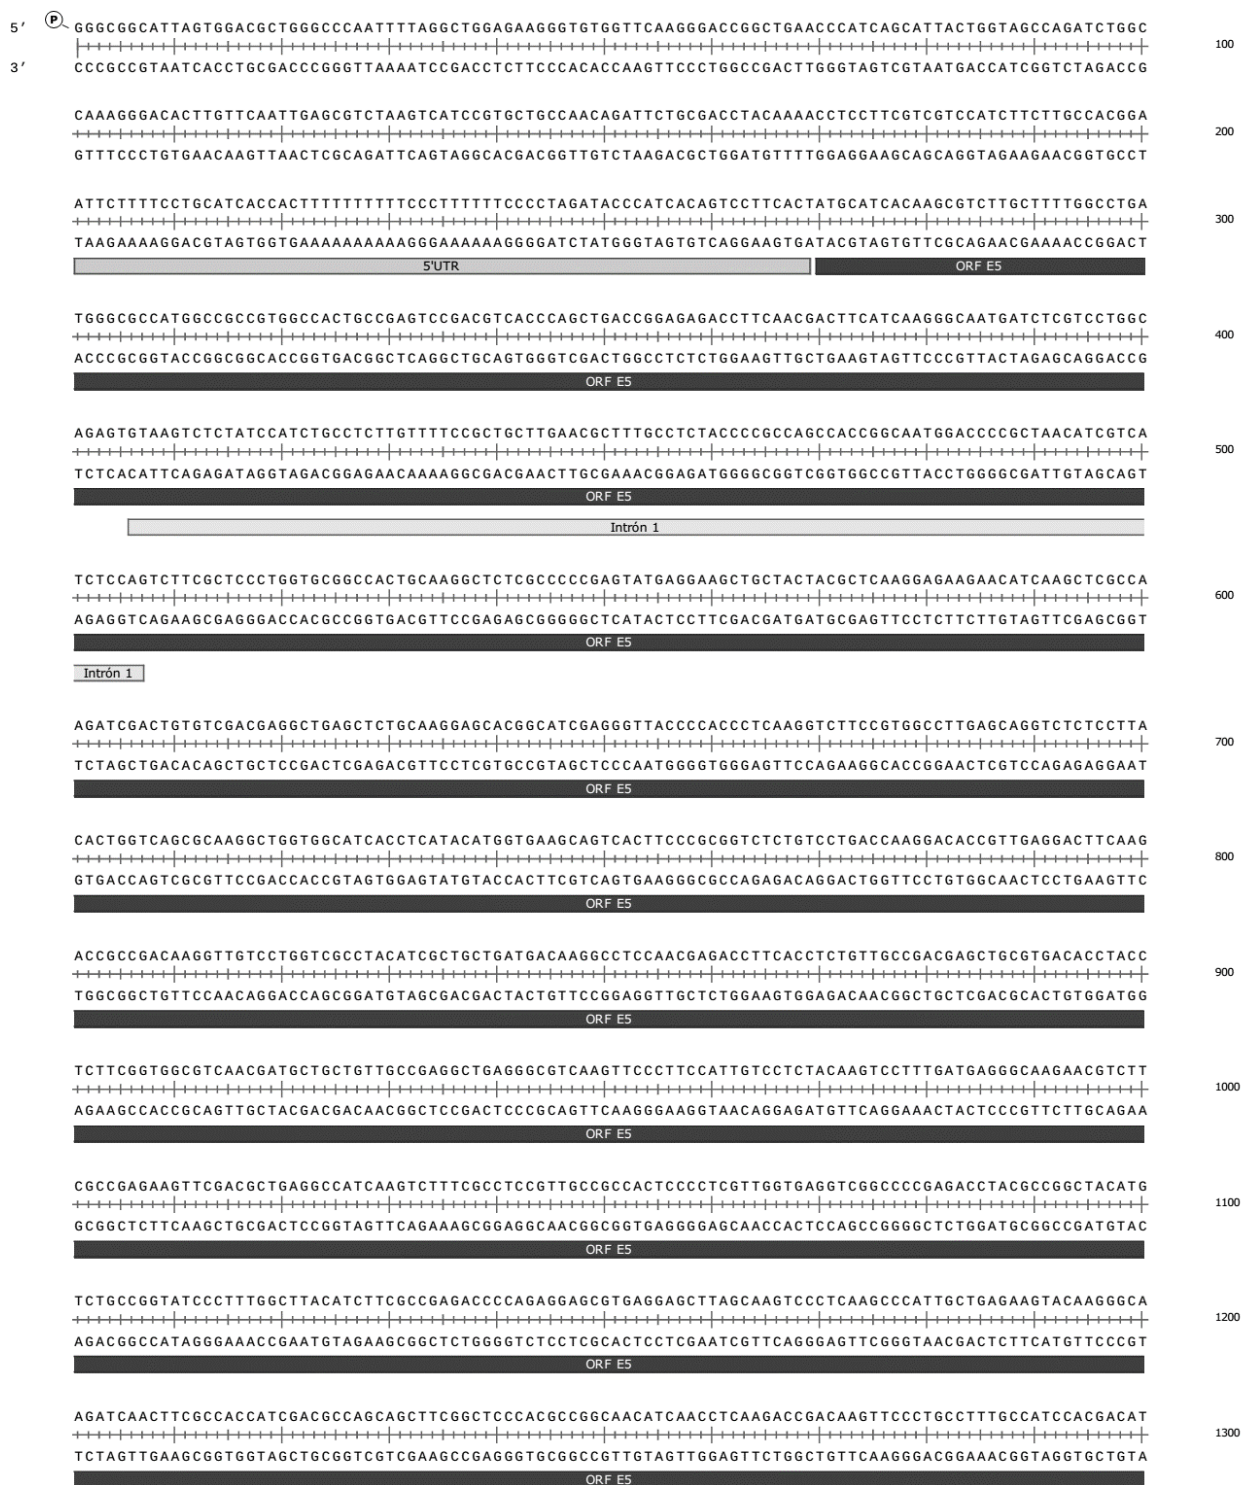 5′ P GGGCGGCATTAGTGGACGCTGGGCCCAATTTTAGGCTGGAGAAGGGTGTGGTTCAAGGGACCGGCTGAACCCATCAGCATTACTGGTAGCCAGATCTGGC
100
3′ CCCGCCGTAATCACCTGCGACCCGGGTTAAAATCCGACCTCTTCCCACACCAAGTTCCCTGGCCGACTTGGGTAGTCGTAATGACCATCGGTCTAGACCG
CAAAGGGACACTTGTTCAATTGAGCGTCTAAGTCATCCGTGCTGCCAACAGATTCTGCGACCTACAAAACCTCCTTCGTCGTCCATCTTCTTGCCACGGA
200
GTTTCCCTGTGAACAAGTTAACTCGCAGATTCAGTAGGCACGACGGTTGTCTAAGACGCTGGATGTTTTGGAGGAAGCAGCAGGTAGAAGAACGGTGCCT
ATTCTTTTCCTGCATCACCACTTTTTTTTTTTCCCTTTTTTCCCCTAGATACCCATCACAGTCCTTCACTATGCATCACAAGCGTCTTGCTTTTGGCCTGA
300
TAAGAAAAGGACGTAGTGGTGAAAAAAAAAAAGGGAAAAAAGGGGATCTATGGGTAGTGTCAGGAAGTGATACGTAGTGTTCGCAGAACGAAAACCGGACT
5'UTR ORF E5
TGGGCGCCATGGCCGCCGTGGCCACTGCCGAGTCCGACGTCACCCAGCTGACCGGAGAGACCTTCAACGACTTCATCAAGGGCAATGATCTCGTCCTGGC
400
ACCCGCGGTACCGGCGGCACCGGTGACGGCTCAGGCTGCAGTGGGTCGACTGGCCTCTCTGGAAGTTGCTGAAGTAGTTCCCGTTACTAGAGCAGGACCG
ORF E5
AGAGTGTAAGTCTCTATCCATCTGCCTCTTGTTTTCCGCTGCTTGAACGCTTTGCCTCTACCCCGCCAGCCACCGGCAATGGACCCCGCTAACATCGTCA
500
TCTCACATTCAGAGATAGGTAGACGGAGAACAAAAGGCGACGAACTTGCGAAACGGAGATGGGGCGGTCGGTGGCCGTTACCTGGGGCGATTGTAGCAGT
ORF E5
Intrón 1
TCTCCAGTCTTCGCTCCCTGGTGCGGCCACTGCAAGGCTCTCGCCCCCGAGTATGAGGAAGCTGCTACTACGCTCAAGGAGAAGAACATCAAGCTCGCCA
600
AGAGGTCAGAAGCGAGGGACCACGCCGGTGACGTTCCGAGAGCGGGGGCTCATACTCCTTCGACGATGATGCGAGTTCCTCTTCTTGTAGTTCGAGCGGT
ORF E5
Intrón 1
AGATCGACTGTGTCGACGAGGCTGAGCTCTGCAAGGAGCACGGCATCGAGGGTTACCCCACCCTCAAGGTCTTCCGTGGCCTTGAGCAGGTCTCTCCTTA
700
TCTAGCTGACACAGCTGCTCCGACTCGAGACGTTCCTCGTGCCGTAGCTCCCAATGGGGTGGGAGTTCCAGAAGGCACCGGAACTCGTCCAGAGAGGAAT
ORF E5
CACTGGTCAGCGCAAGGCTGGTGGCATCACCTCATACATGGTGAAGCAGTCACTTCCCGCGGTCTCTGTCCTGACCAAGGACACCGTTGAGGACTTCAAG
800
GTGACCAGTCGCGTTCCGACCACCGTAGTGGAGTATGTACCACTTCGTCAGTGAAGGGCGCCAGAGACAGGACTGGTTCCTGTGGCAACTCCTGAAGTTC
ORF E5
ACCGCCGACAAGGTTGTCCTGGTCGCCTACATCGCTGCTGATGACAAGGCCTCCAACGAGACCTTCACCTCTGTTGCCGACGAGCTGCGTGACACCTACC
900
TGGCGGCTGTTCCAACAGGACCAGCGGATGTAGCGACGACTACTGTTCCGGAGGTTGCTCTGGAAGTGGAGACAACGGCTGCTCGACGCACTGTGGATGG
ORF E5
TCTTCGGTGGCGTCAACGATGCTGCTGTTGCCGAGGCTGAGGGCGTCAAGTTCCCTTCCATTGTCCTCTACAAGTCCTTTGATGAGGGCAAGAACGTCTT
1000
AGAAGCCACCGCAGTTGCTACGACGACAACGGCTCCGACTCCCGCAGTTCAAGGGAAGGTAACAGGAGATGTTCAGGAAACTACTCCCGTTCTTGCAGAA
ORF E5
CGCCGAGAAGTTCGACGCTGAGGCCATCAAGTCTTTCGCCTCCGTTGCCGCCACTCCCCTCGTTGGTGAGGTCGGCCCCGAGACCTACGCCGGCTACATG
1100
GCGGCTCTTCAAGCTGCGACTCCGGTAGTTCAGAAAGCGGAGGCAACGGCGGTGAGGGGAGCAACCACTCCAGCCGGGGCTCTGGATGCGGCCGATGTAC
ORF E5
TCTGCCGGTATCCCTTTGGCTTACATCTTCGCCGAGACCCCAGAGGAGCGTGAGGAGCTTAGCAAGTCCCTCAAGCCCATTGCTGAGAAGTACAAGGGCA
1200
AGACGGCCATAGGGAAACCGAATGTAGAAGCGGCTCTGGGGTCTCCTCGCACTCCTCGAATCGTTCAGGGAGTTCGGGTAACGACTCTTCATGTTCCCGT
ORF E5
AGATCAACTTCGCCACCATCGACGCCAGCAGCTTCGGCTCCCACGCCGGCAACATCAACCTCAAGACCGACAAGTTCCCTGCCTTTGCCATCCACGACAT
1300
TCTAGTTGAAGCGGTGGTAGCTGCGGTCGTCGAAGCCGAGGGTGCGGCCGTTGTAGTTGGAGTTCTGGCTGTTCAAGGGACGGAAACGGTAGGTGCTGTA
ORF E5